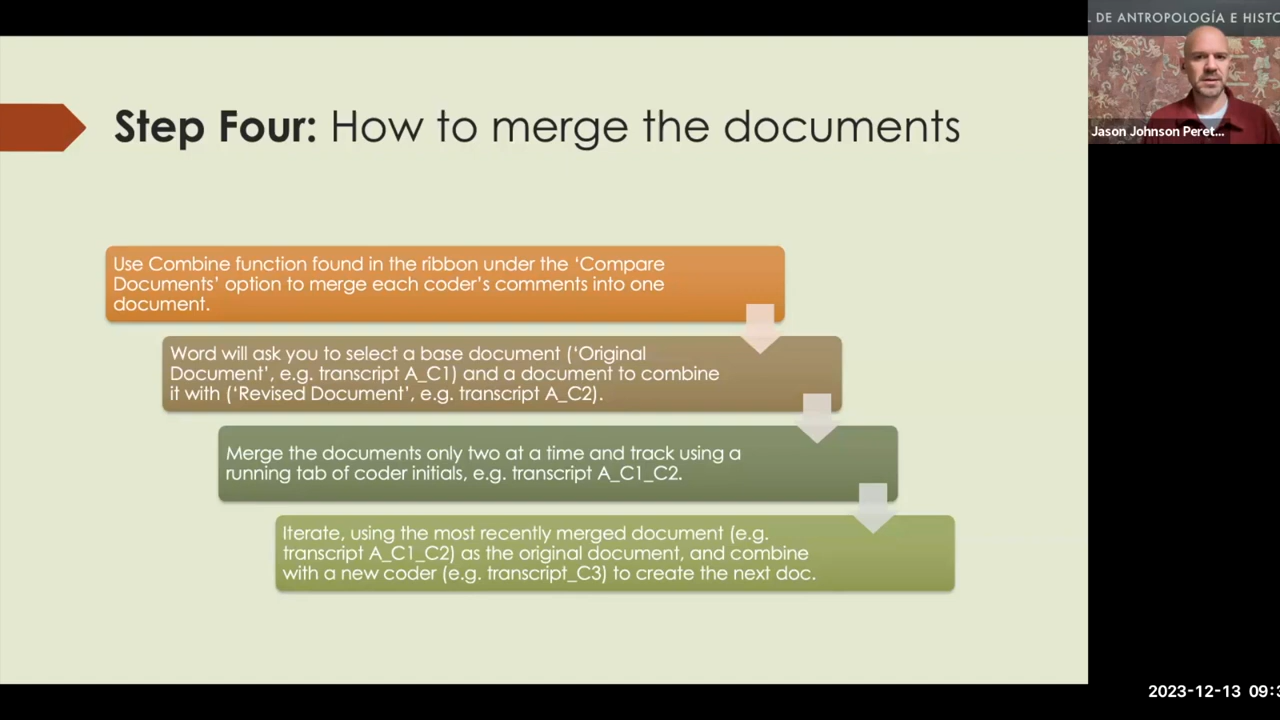 L DE ANTROPOLOGÍA E HISTO
Jason Johnson Peret...
Step Four: How to merge the documents
Use Combine function found in the ribbon under the ‘Compare
Documents’ option to merge each coder’s comments into one
document.
Word will ask you to select a base document (‘Original
Document’, e.g. transcript A_C1) and a document to combine
it with (‘Revised Document’, e.g. transcript A_C2).
Merge the documents only two at a time and track using a
running tab of coder initials, e.g. transcript A_C1_C2.
Iterate, using the most recently merged document (e.g.
transcript A_C1_C2) as the original document, and combine
with a new coder (e.g. transcript_C3) to create the next doc.
2023-12-13 09:3